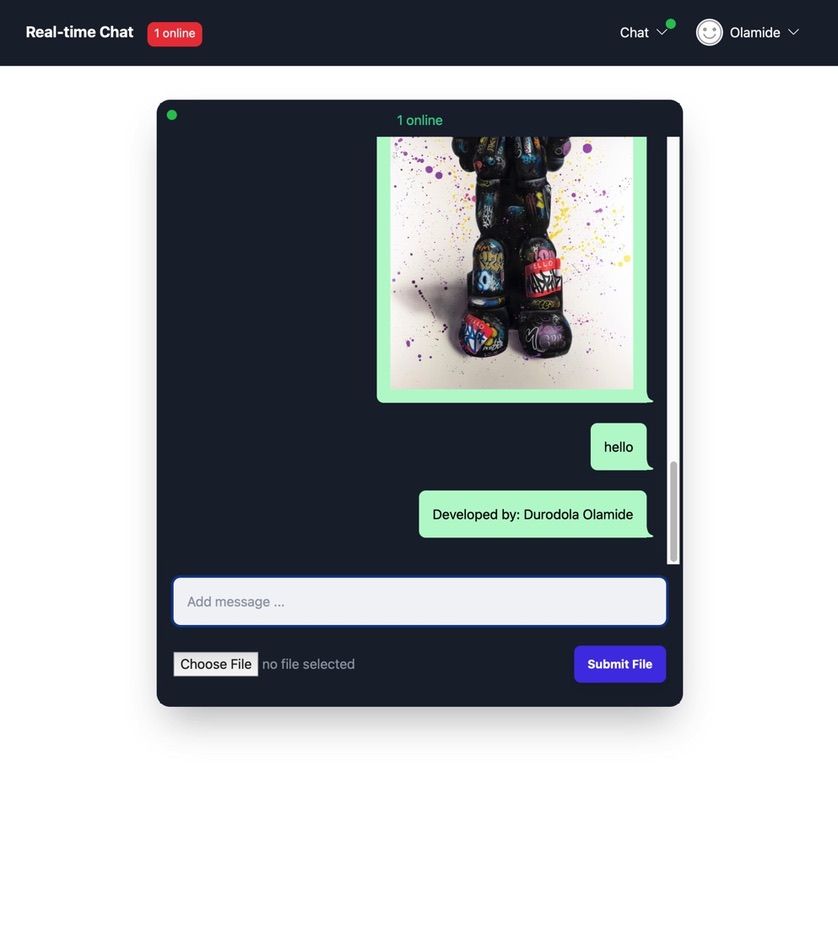 Real-time Chat 1 online Chat Olamide
1 online
hello
Developed by: Durodola Olamide
Add message ...
Choose File no file selected Submit File